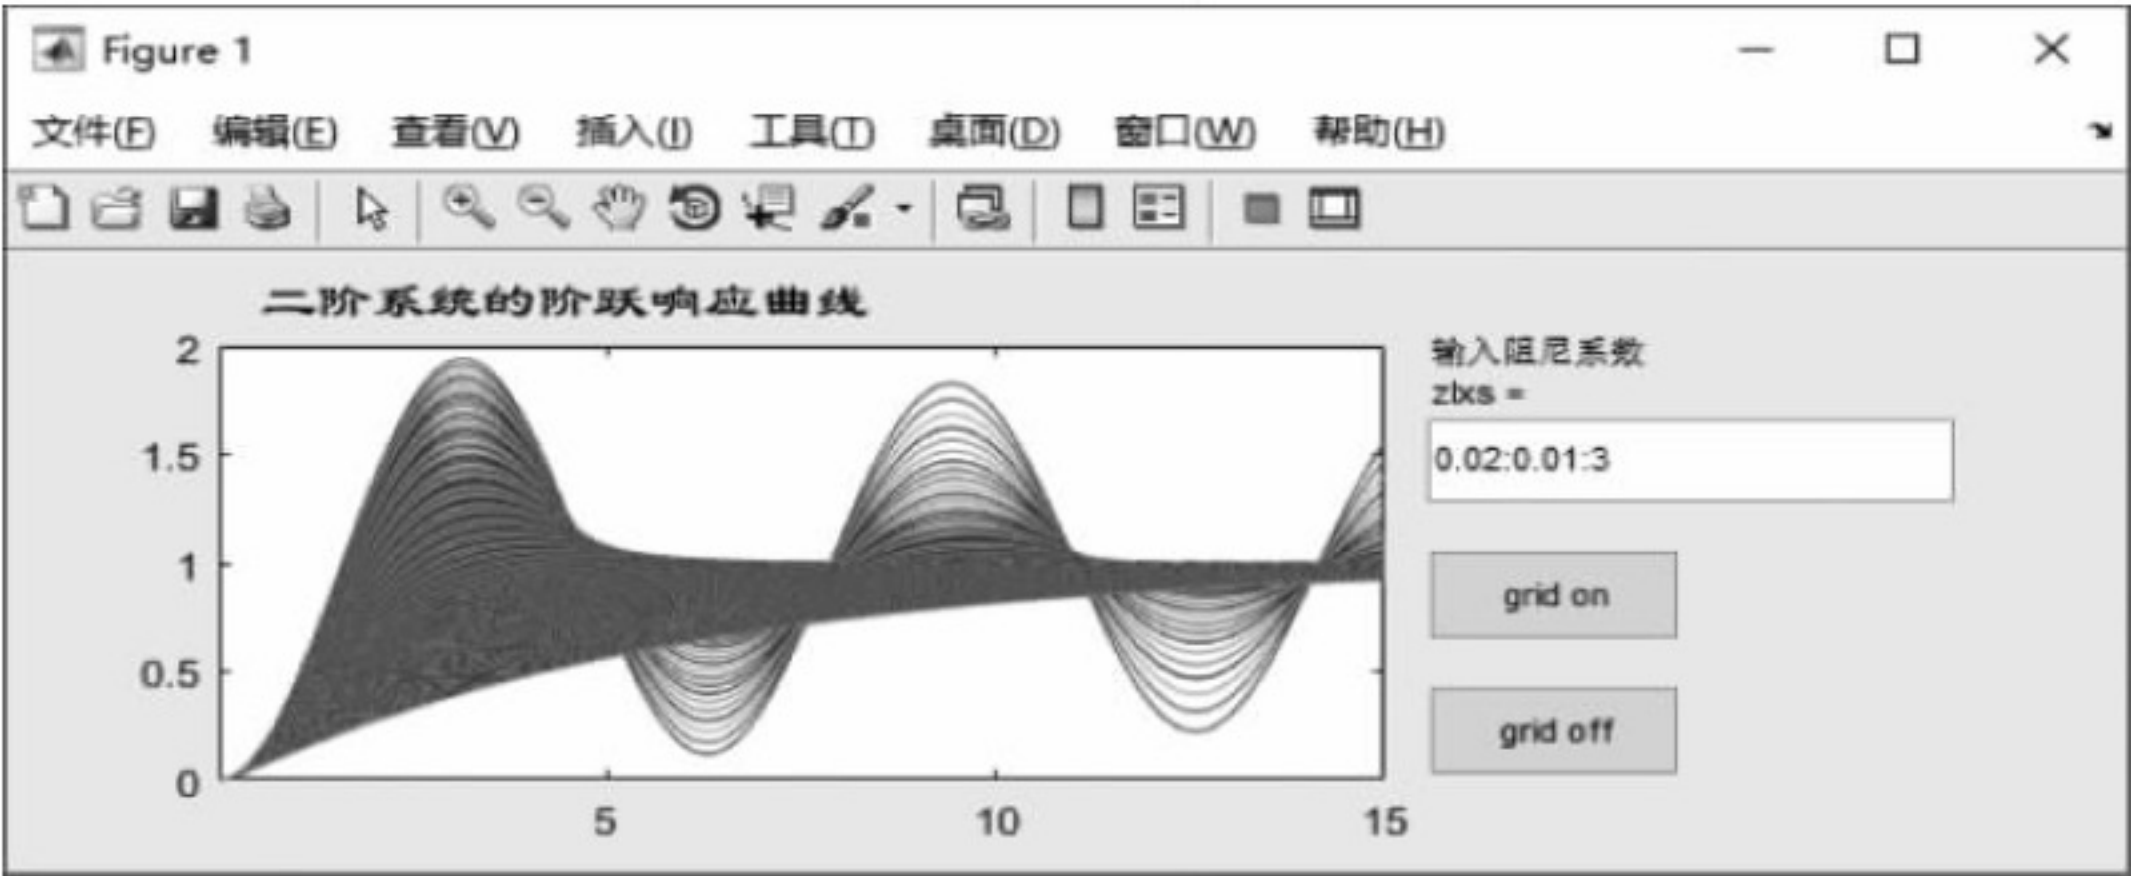 Figure 1
文件(F) 编辑(E) 查看(V) 插入(I) 工具(T) 桌面(D) 窗口(W) 帮助(H)
二阶系统的阶跃响应曲线
2
1.5
1
0.5
0
5 10 15
输入阻尼系数
zlxs =
0.02:0.01:3
grid on
grid off